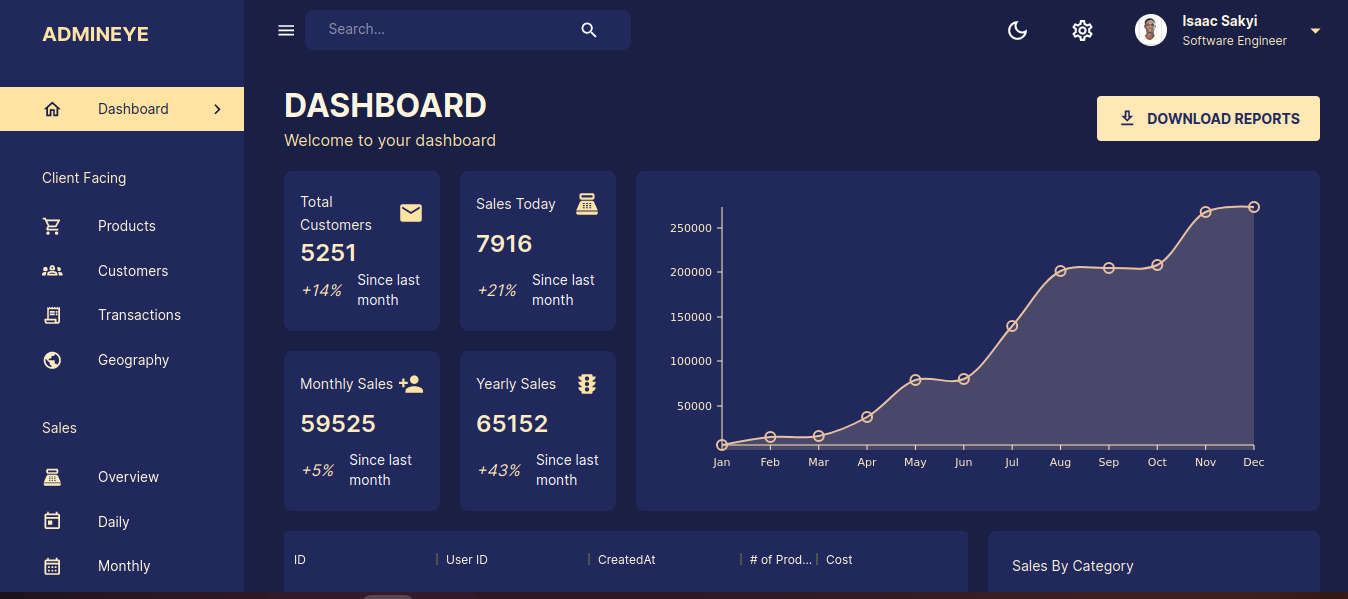 ADMINEYE
Dashboard
Client Facing
Products
Customers
Transactions
Geography
Sales
Overview
Daily
Monthly
Search...
Isaac Sakyi
Software Engineer
DASHBOARD
Welcome to your dashboard
DOWNLOAD REPORTS
Total
Customers
5251
+14%
Since last
month
Sales Today
7916
+21%
Since last
month
Monthly Sales
59525
+5%
Since last
month
Yearly Sales
65152
+43%
Since last
month
250000
200000
150000
100000
50000
Jan Feb Mar Apr May Jun Jul Aug Sep Oct Nov Dec
ID User ID CreatedAt # of Prod... Cost
Sales By Category